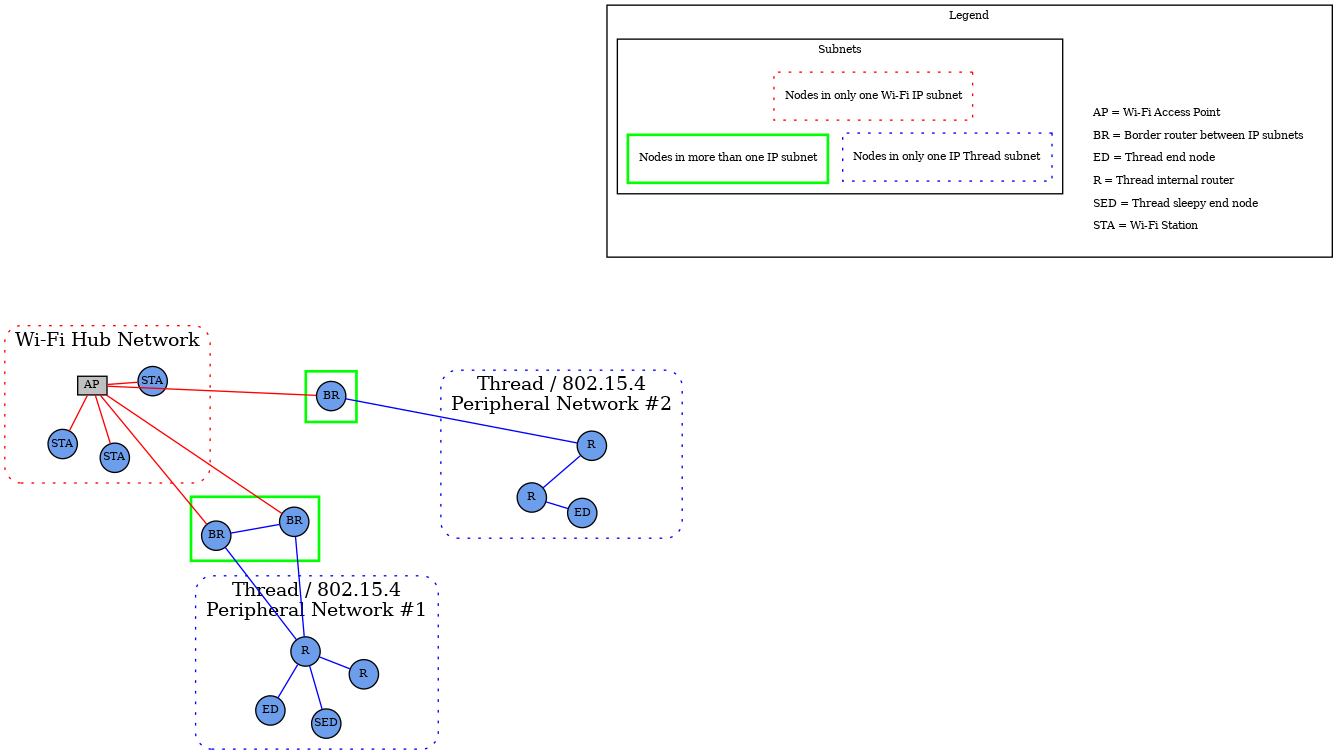 Legend
Subnets
Nodes in only one Wi-Fi IP subnet
Nodes in more than one IP subnet
Nodes in only one IP Thread subnet
AP = Wi-Fi Access Point
BR = Border router between IP subnets
ED = Thread end node
R = Thread internal router
SED = Thread sleepy end node
STA = Wi-Fi Station
Wi-Fi Hub Network
AP
STA
STA
STA
BR
Thread / 802.15.4
Peripheral Network #2
R
R
ED
BR
BR
Thread / 802.15.4
Peripheral Network #1
R
R
ED
SED